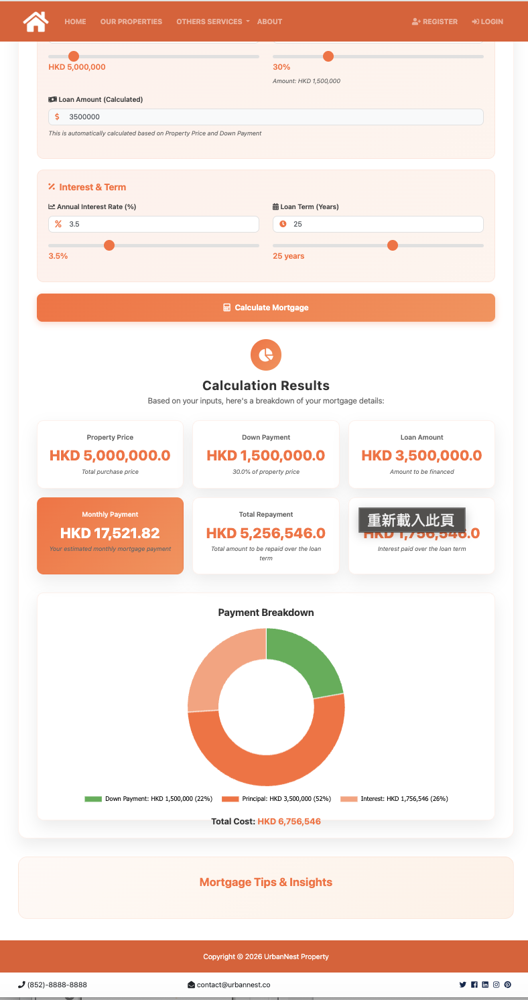 HOME OUR PROPERTIES OTHERS SERVICES ABOUT REGISTER LOGIN
HKD 5,000,000 30%
Amount: HKD 1,500,000
Loan Amount (Calculated)
$ 3500000
This is automatically calculated based on Property Price and Down Payment
Interest & Term
Annual Interest Rate (%) Loan Term (Years)
% 3.5 25
3.5% 25 years
Calculate Mortgage
Calculation Results
Based on your inputs, here's a breakdown of your mortgage details:
Property Price Down Payment Loan Amount
HKD 5,000,000.0 HKD 1,500,000.0 HKD 3,500,000.0
Total purchase price 30.0% of property price Amount to be financed
Monthly Payment Total Repayment
重新載入此頁
HKD 17,521.82 HKD 5,256,546.0 HKD 1,756,546.0
Your estimated monthly mortgage payment Total amount to be repaid over the loan term Interest paid over the loan term
Payment Breakdown
Down Payment: HKD 1,500,000 (22%) Principal: HKD 3,500,000 (52%) Interest: HKD 1,756,546 (26%)
Total Cost: HKD 6,756,546
Mortgage Tips & Insights
Copyright © 2026 UrbanNest Property
(852)-8888-8888 contact@urbannest.co